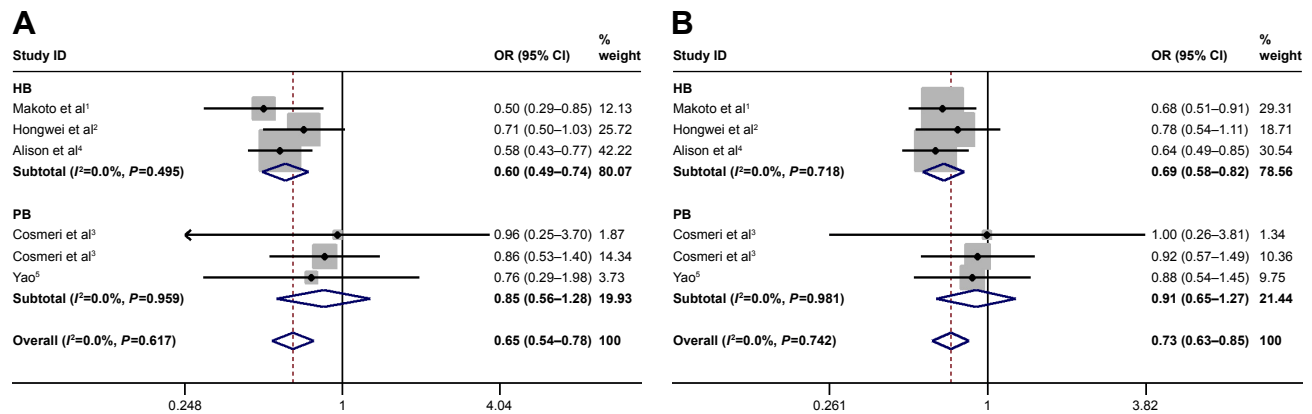 A
Study ID OR (95% CI) % weight
HB
Makoto et al¹ 0.50 (0.29–0.85) 12.13
Hongwei et al² 0.71 (0.50–1.03) 25.72
Alison et al⁴ 0.58 (0.43–0.77) 42.22
Subtotal (I²=0.0%, P=0.495) 0.60 (0.49–0.74) 80.07
PB
Cosmeri et al³ 0.96 (0.25–3.70) 1.87
Cosmeri et al³ 0.86 (0.53–1.40) 14.34
Yao⁵ 0.76 (0.29–1.98) 3.73
Subtotal (I²=0.0%, P=0.959) 0.85 (0.56–1.28) 19.93
Overall (I²=0.0%, P=0.617) 0.65 (0.54–0.78) 100
0.248 1 4.04
B
Study ID OR (95% CI) % weight
HB
Makoto et al¹ 0.68 (0.51–0.91) 29.31
Hongwei et al² 0.78 (0.54–1.11) 18.71
Alison et al⁴ 0.64 (0.49–0.85) 30.54
Subtotal (I²=0.0%, P=0.718) 0.69 (0.58–0.82) 78.56
PB
Cosmeri et al³ 1.00 (0.26–3.81) 1.34
Cosmeri et al³ 0.92 (0.57–1.49) 10.36
Yao⁵ 0.88 (0.54–1.45) 9.75
Subtotal (I²=0.0%, P=0.981) 0.91 (0.65–1.27) 21.44
Overall (I²=0.0%, P=0.742) 0.73 (0.63–0.85) 100
0.261 1 3.82